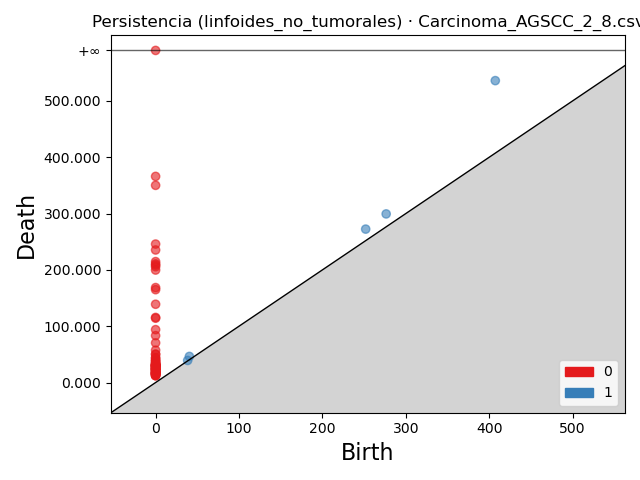 Persistencia (linfoides_no_tumorales) · Carcinoma_AGSCC_2_8.csv
+∞
500.000
400.000
300.000
200.000
100.000
0.000
Death
0
1
0 100 200 300 400 500
Birth